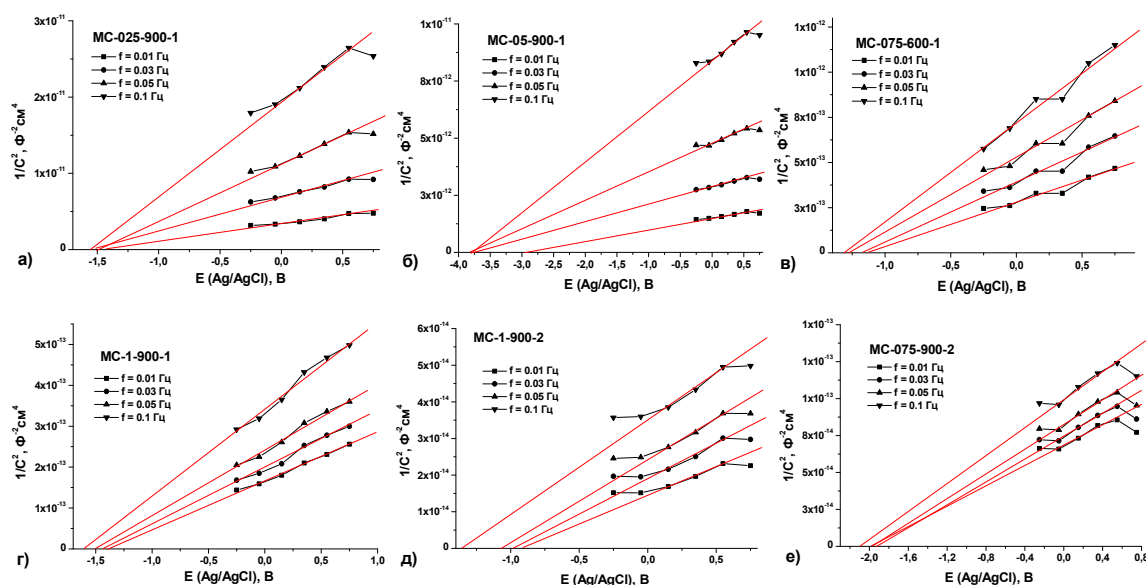 MC-025-900-1
f = 0.01 Гц
f = 0.03 Гц
f = 0.05 Гц
f = 0.1 Гц
1/C², Ф⁻²см⁴
3x10⁻¹¹
2x10⁻¹¹
1x10⁻¹¹
0
-1,5 -1,0 -0,5 0,0 0,5
E (Ag/AgCl), В
а)
MC-05-900-1
f = 0.01 Гц
f = 0.03 Гц
f = 0.05 Гц
f = 0.1 Гц
1/C², Ф⁻²см⁴
1x10⁻¹¹
8x10⁻¹²
5x10⁻¹²
3x10⁻¹²
0
-4,0 -3,5 -3,0 -2,5 -2,0 -1,5 -1,0 -0,5 0,0 0,5
E (Ag/AgCl), В
б)
MC-075-600-1
f = 0.01 Гц
f = 0.03 Гц
f = 0.05 Гц
f = 0.1 Гц
1/C², Ф⁻²см⁴
1x10⁻¹²
1x10⁻¹²
8x10⁻¹³
5x10⁻¹³
3x10⁻¹³
0
-1,0 -0,5 0,0 0,5
E (Ag/AgCl), В
в)
MC-1-900-1
f = 0.01 Гц
f = 0.03 Гц
f = 0.05 Гц
f = 0.1 Гц
1/C², Ф⁻²см⁴
5x10⁻¹³
4x10⁻¹³
3x10⁻¹³
2x10⁻¹³
1x10⁻¹³
0
-1,5 -1,0 -0,5 0,0 0,5 1,0
E (Ag/AgCl), В
г)
MC-1-900-2
f = 0.01 Гц
f = 0.03 Гц
f = 0.05 Гц
f = 0.1 Гц
1/C², Ф⁻²см⁴
6x10⁻¹⁴
5x10⁻¹⁴
4x10⁻¹⁴
3x10⁻¹⁴
2x10⁻¹⁴
1x10⁻¹⁴
0
-1,0 -0,5 0,0 0,5
E (Ag/AgCl), В
д)
MC-075-900-2
f = 0.01 Гц
f = 0.03 Гц
f = 0.05 Гц
f = 0.1 Гц
1/C², Ф⁻²см⁴
1x10⁻¹³
1x10⁻¹³
1x10⁻¹³
8x10⁻¹⁴
5x10⁻¹⁴
3x10⁻¹⁴
0
-2,0 -1,6 -1,2 -0,8 -0,4 0,0 0,4 0,8
E (Ag/AgCl), В
е)